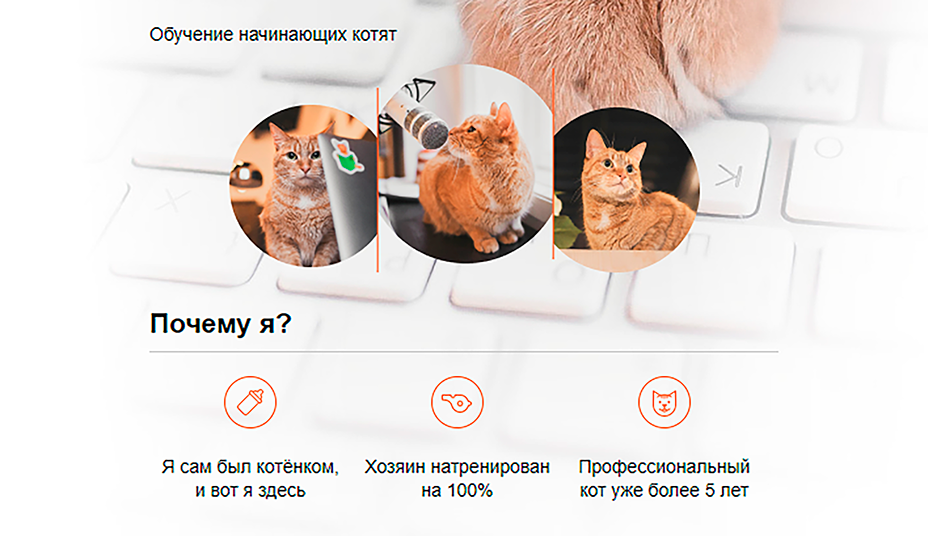 Обучение начинающих котят
Почему я?
Я сам был котёнком,
и вот я здесь
Хозяин натренирован
на 100%
Профессиональный
кот уже более 5 лет